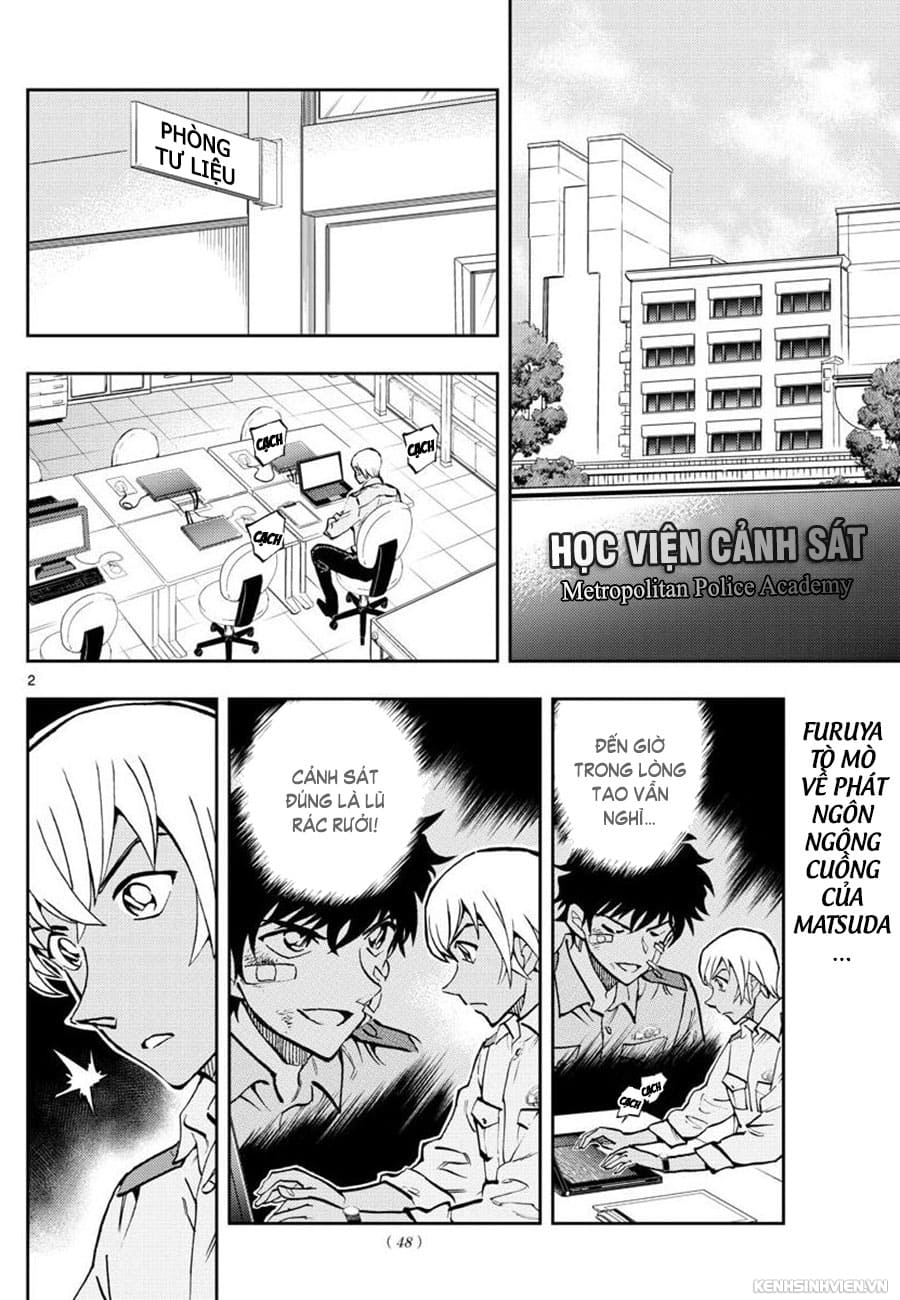 HỌC VIỆN CẢNH SÁT
Metropolitan Police Academy
PHÒNG
TƯ LIỆU
CẠCH
CẠCH
CẠCH
2
FURUYA
TÒ MÒ
VỀ PHÁT
NGÔN
NGÔNG
CUỒNG
CỦA
MATSUDA
...
ĐẾN GIỜ
TRONG LÒNG
TAO VẪN
NGHĨ...
CẠCH
CẠCH
CẢNH SÁT
ĐÚNG LÀ LŨ
RÁC RƯỞI!
( 48 )
KENHSINHVIEN.VN